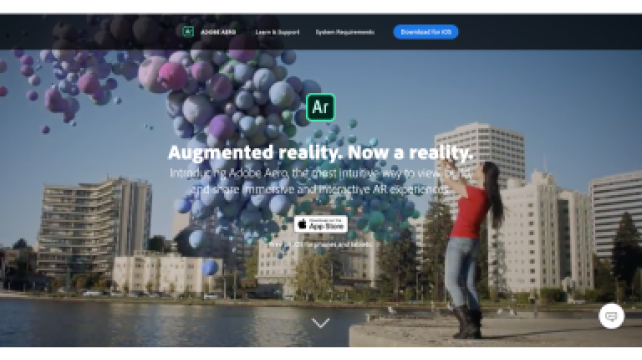 Ar ADOBE AERO Learn & Support System Requirements Download for iOS
Ar
Augmented reality. Now a reality.
Introducing Adobe Aero, the most intuitive way to view, build,
and share immersive and interactive AR experiences.
Download on the
App Store
iOS for phones and tablets.